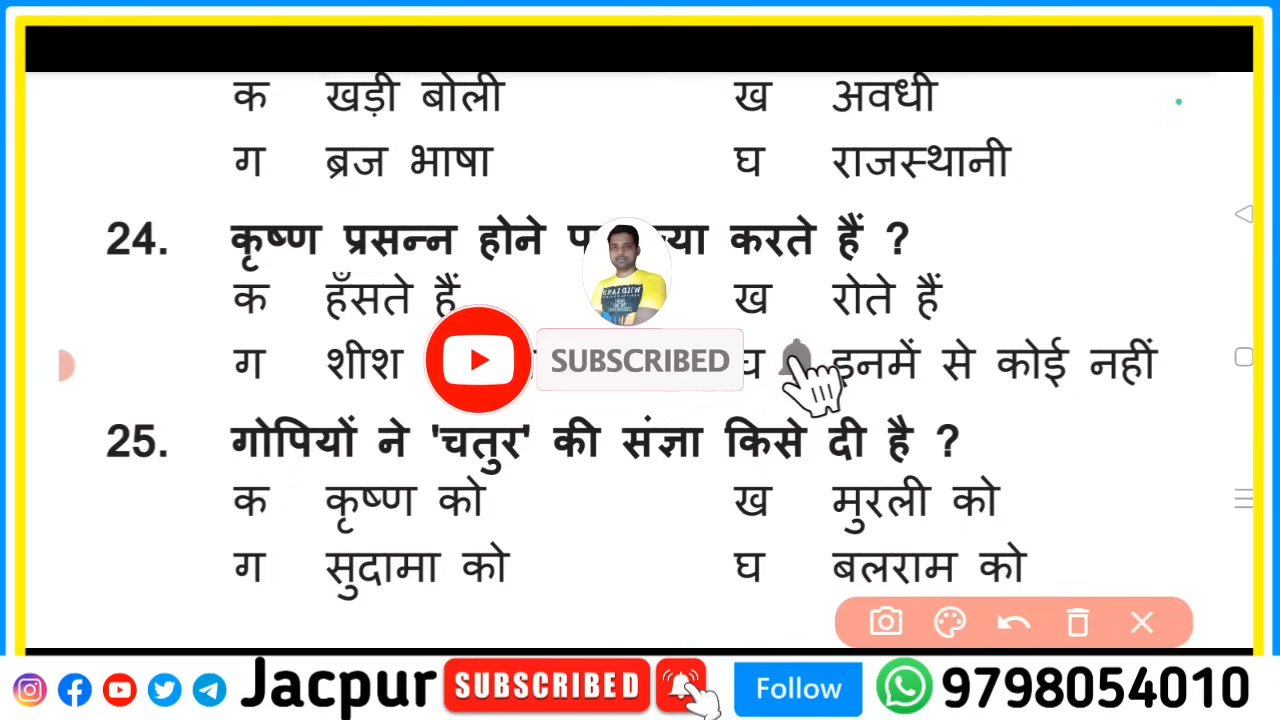 क खड़ी बोली ख अवधी
ग ब्रज भाषा घ राजस्थानी
24. कृष्ण प्रसन्न होने करते हैं ?
क हँसते हैं ख रोते हैं
ग शीश SUBSCRIBED इनमें से कोई नहीं
25. गोपियों ने 'चतुर' की संज्ञा किसे दी है ?
क कृष्ण को ख मुरली को
ग सुदामा को घ बलराम को
Jacpur SUBSCRIBED Follow 9798054010